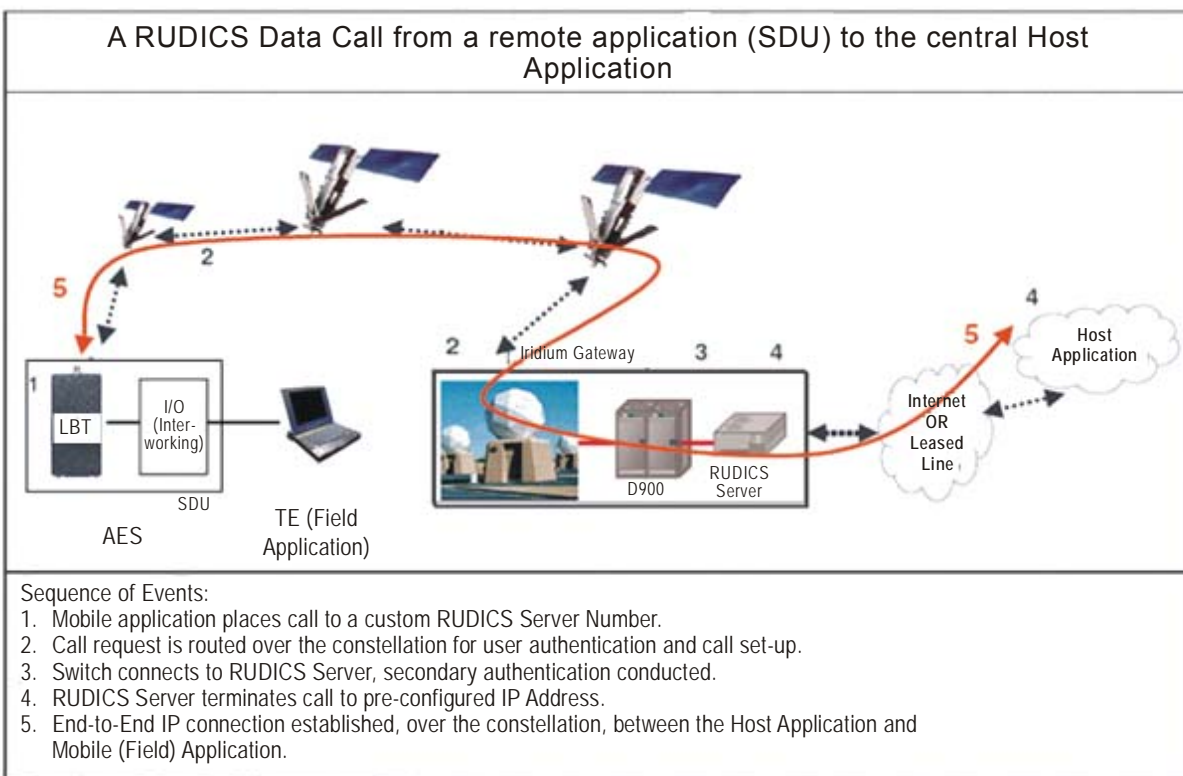 A RUDICS Data Call from a remote application (SDU) to the central Host
Application
2
5
4
5
Host
Application
2
Iridium Gateway
3
4
1
LBT
I/O
(Inter-
working)
SDU
AES
TE (Field
Application)
D900
RUDICS
Server
Internet
OR
Leased
Line
Sequence of Events:
1. Mobile application places call to a custom RUDICS Server Number.
2. Call request is routed over the constellation for user authentication and call set-up.
3. Switch connects to RUDICS Server, secondary authentication conducted.
4. RUDICS Server terminates call to pre-configured IP Address.
5. End-to-End IP connection established, over the constellation, between the Host Application and
Mobile (Field) Application.